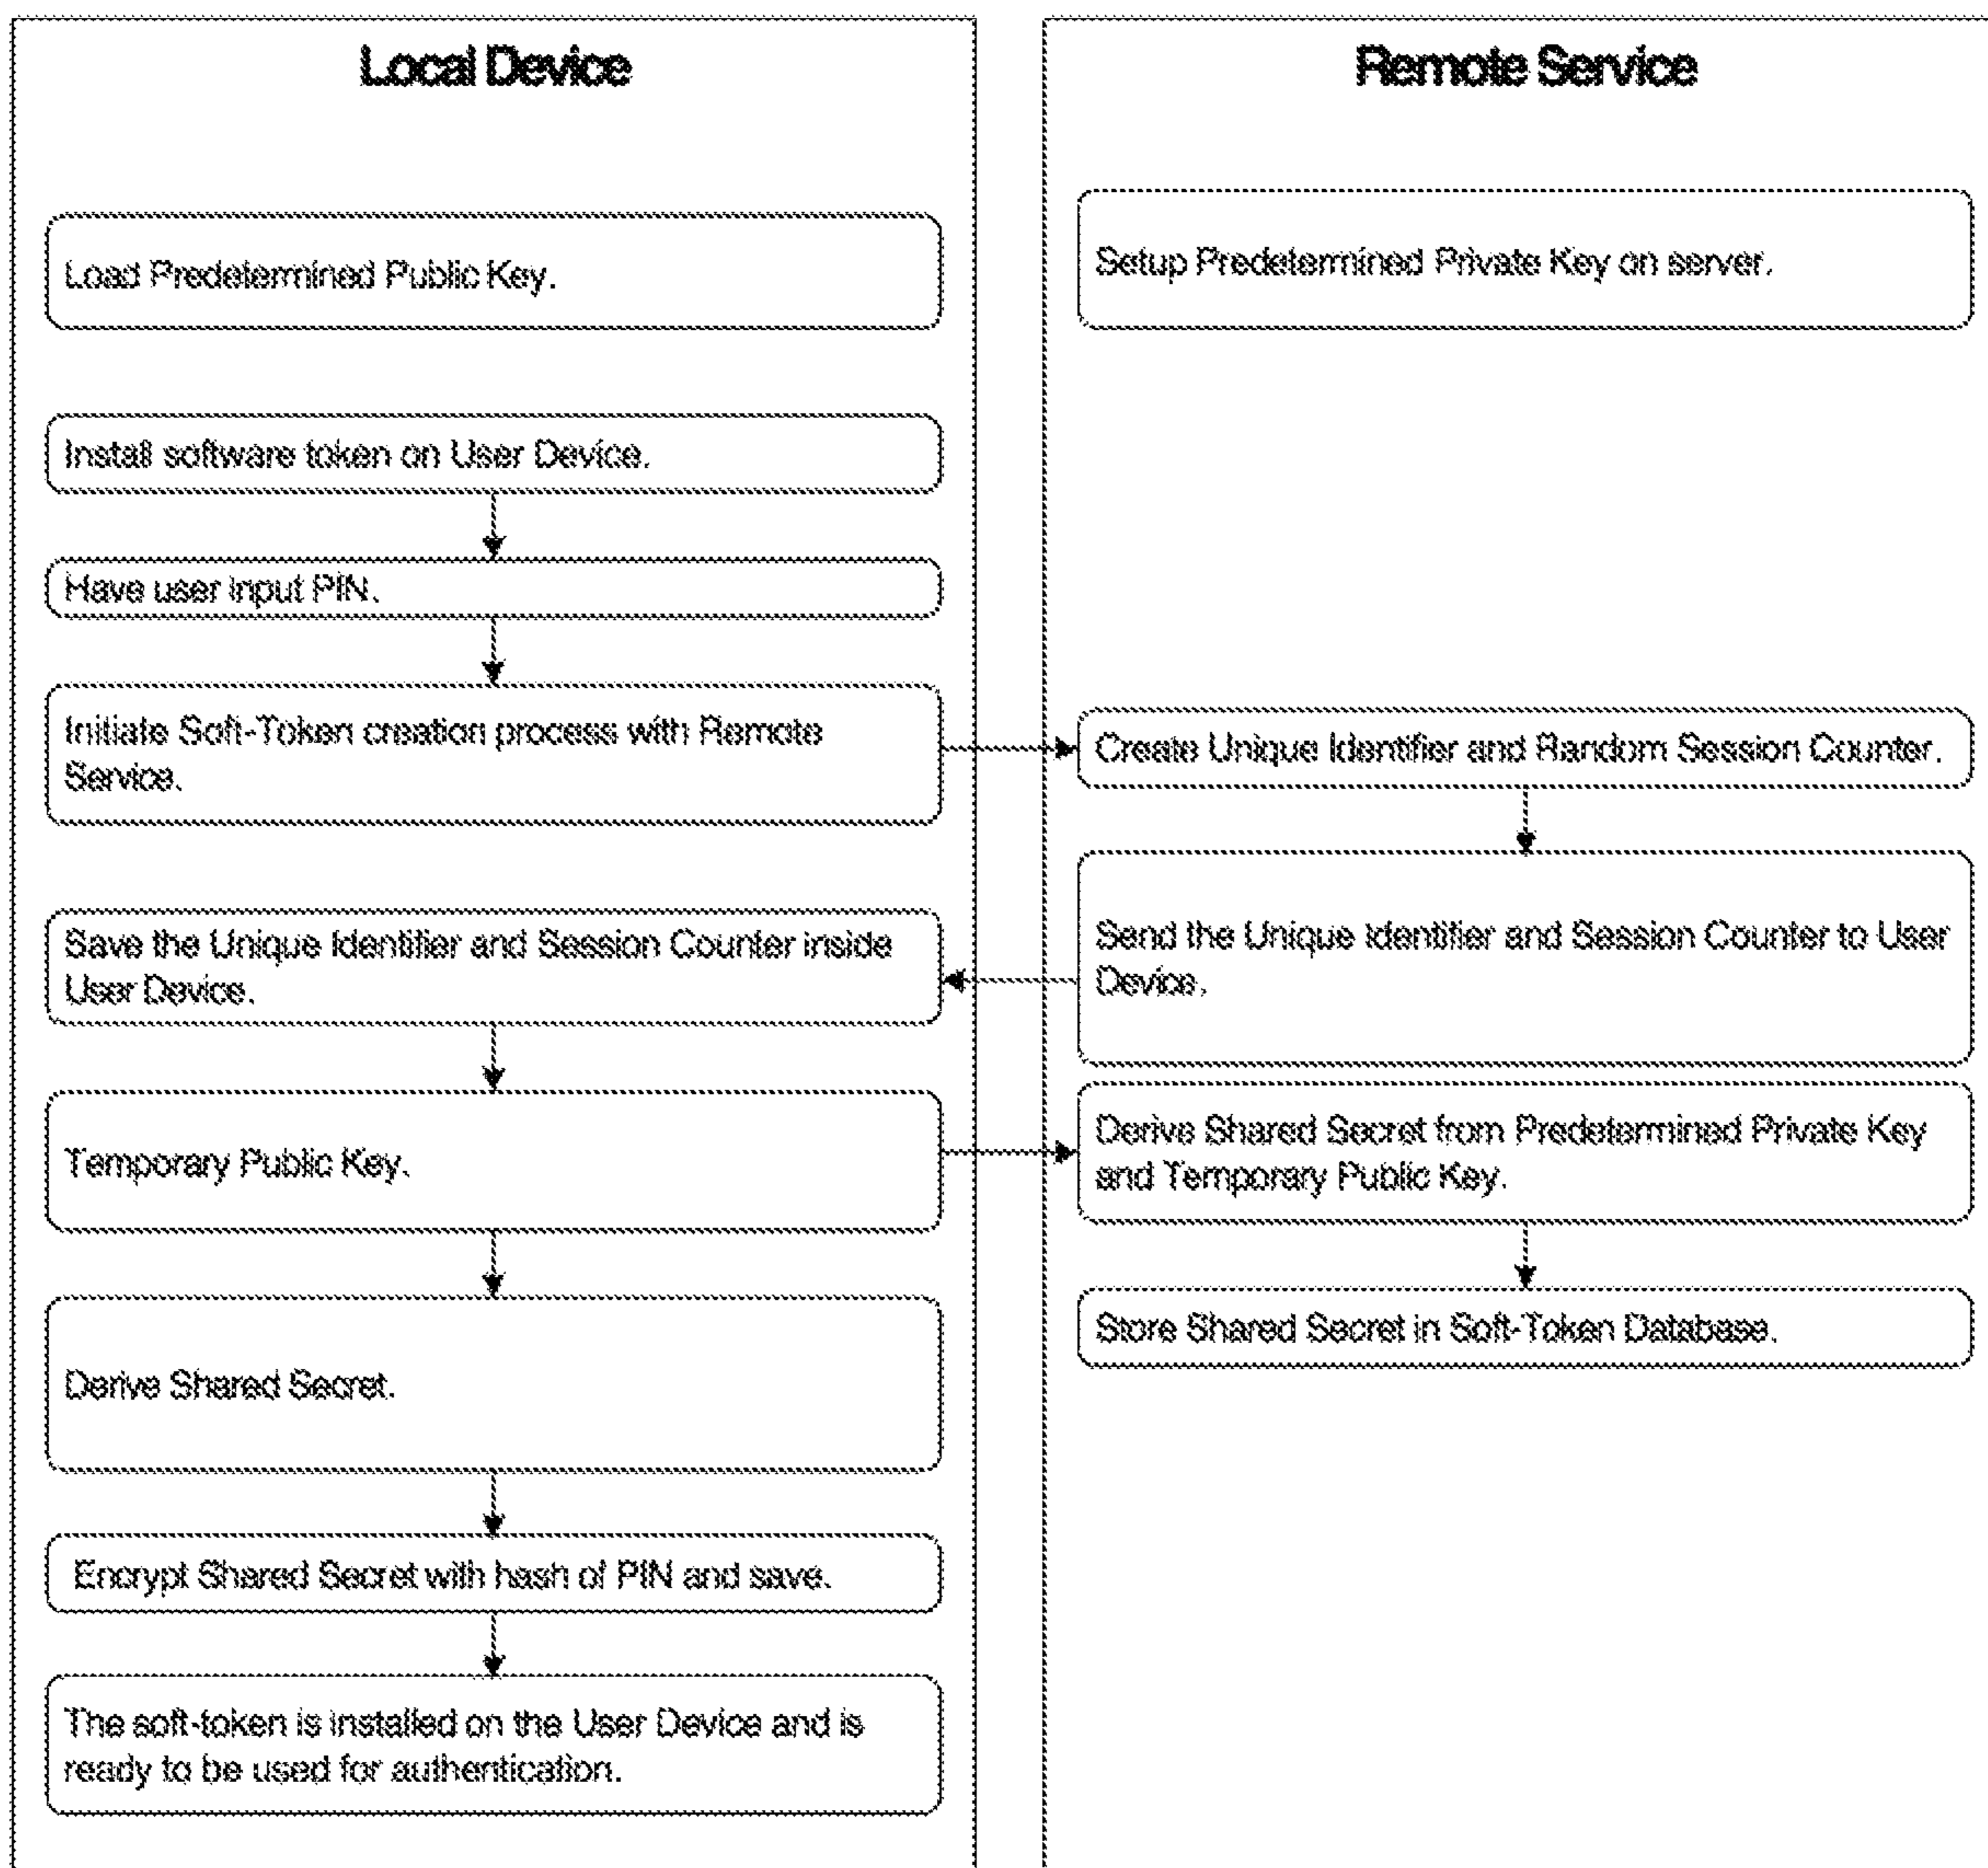 Local Device
Remote Service
Load Predetermined Public Key.
Setup Predetermined Private Key on server.
Install software token on User Device.
Have user input PIN.
Initiate Soft-Token creation process with Remote
Service.
Create Unique Identifier and Random Session Counter.
Send the Unique Identifier and Session Counter to User
Device.
Save the Unique Identifier and Session Counter inside
User Device.
Temporary Public Key.
Derive Shared Secret from Predetermined Private Key
and Temporary Public Key.
Derive Shared Secret.
Store Shared Secret in Soft-Token Database.
Encrypt Shared Secret with hash of PIN and save.
The soft-token is installed on the User Device and is
ready to be used for authentication.